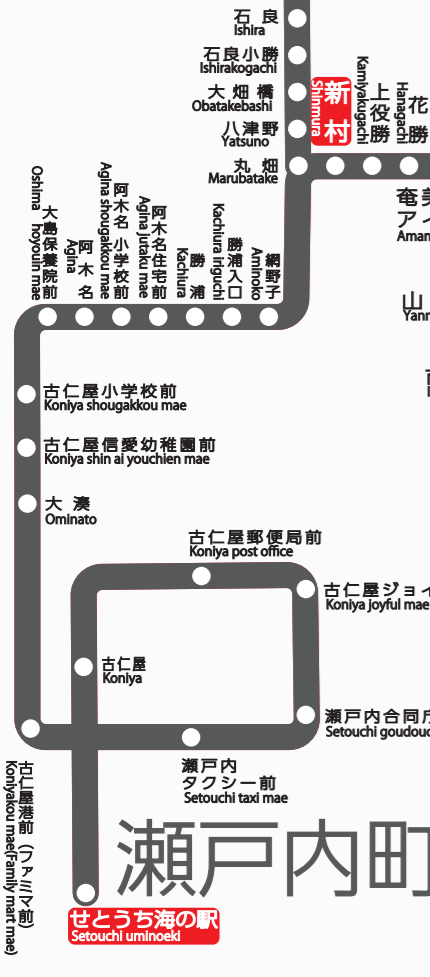 石 良
Ishira
石良小勝
Ishirakogachi
大 畑 橋
Obatakebashi
八津野
Yatsuno
丸 畑
Marubatake
新 村
Shinmura
上役勝
Kamiyakugachi
花 勝
Hanagachi
奄美
アイ
Aman
山
Yann
大島保養院前
Oshima hoyouin mae
阿 木 名
Agina
阿木名 小学校前
Agina shougakkou mae
阿木名住宅前
Agina jutaku mae
勝 浦
Kachiura
勝浦入口
Kachiura iriguchi
網野子
Aminoko
古仁屋小学校前
Koniya shougakkou mae
古仁屋信愛幼稚園前
Koniya shin ai youchien mae
大 湊
Ominato
古仁屋郵便局前
Koniya post office
古仁屋ジョイ
Koniya joyful mae
古仁屋
Koniya
瀬戸内合同庁
Setouchi goudouc
瀬戸内
タクシー前
Setouchi taxi mae
古仁屋港前（ファミマ前）
Koniyakou mae(Family mart mae)
瀬戸内町
せとうち海の駅
Setouchi uminoeki